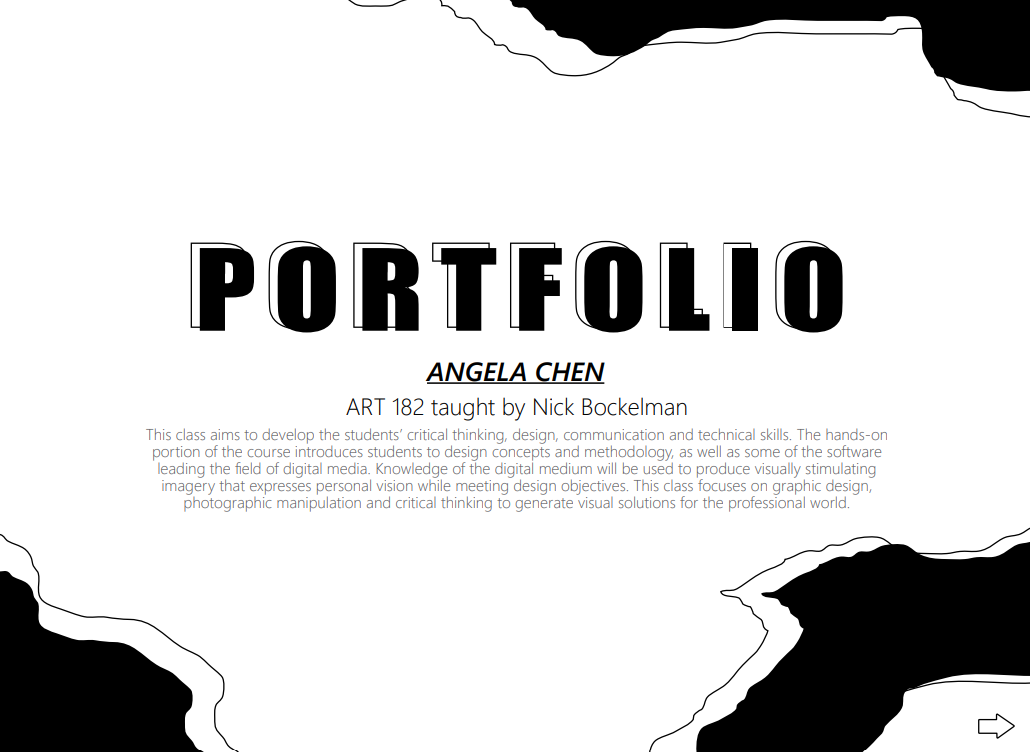 PORTFOLIO
ANGELA CHEN
ART 182 taught by Nick Bockelman
This class aims to develop the students’ critical thinking, design, communication and technical skills. The hands-on
portion of the course introduces students to design concepts and methodology, as well as some of the software
leading the field of digital media. Knowledge of the digital medium will be used to produce visually stimulating
imagery that expresses personal vision while meeting design objectives. This class focuses on graphic design,
photographic manipulation and critical thinking to generate visual solutions for the professional world.